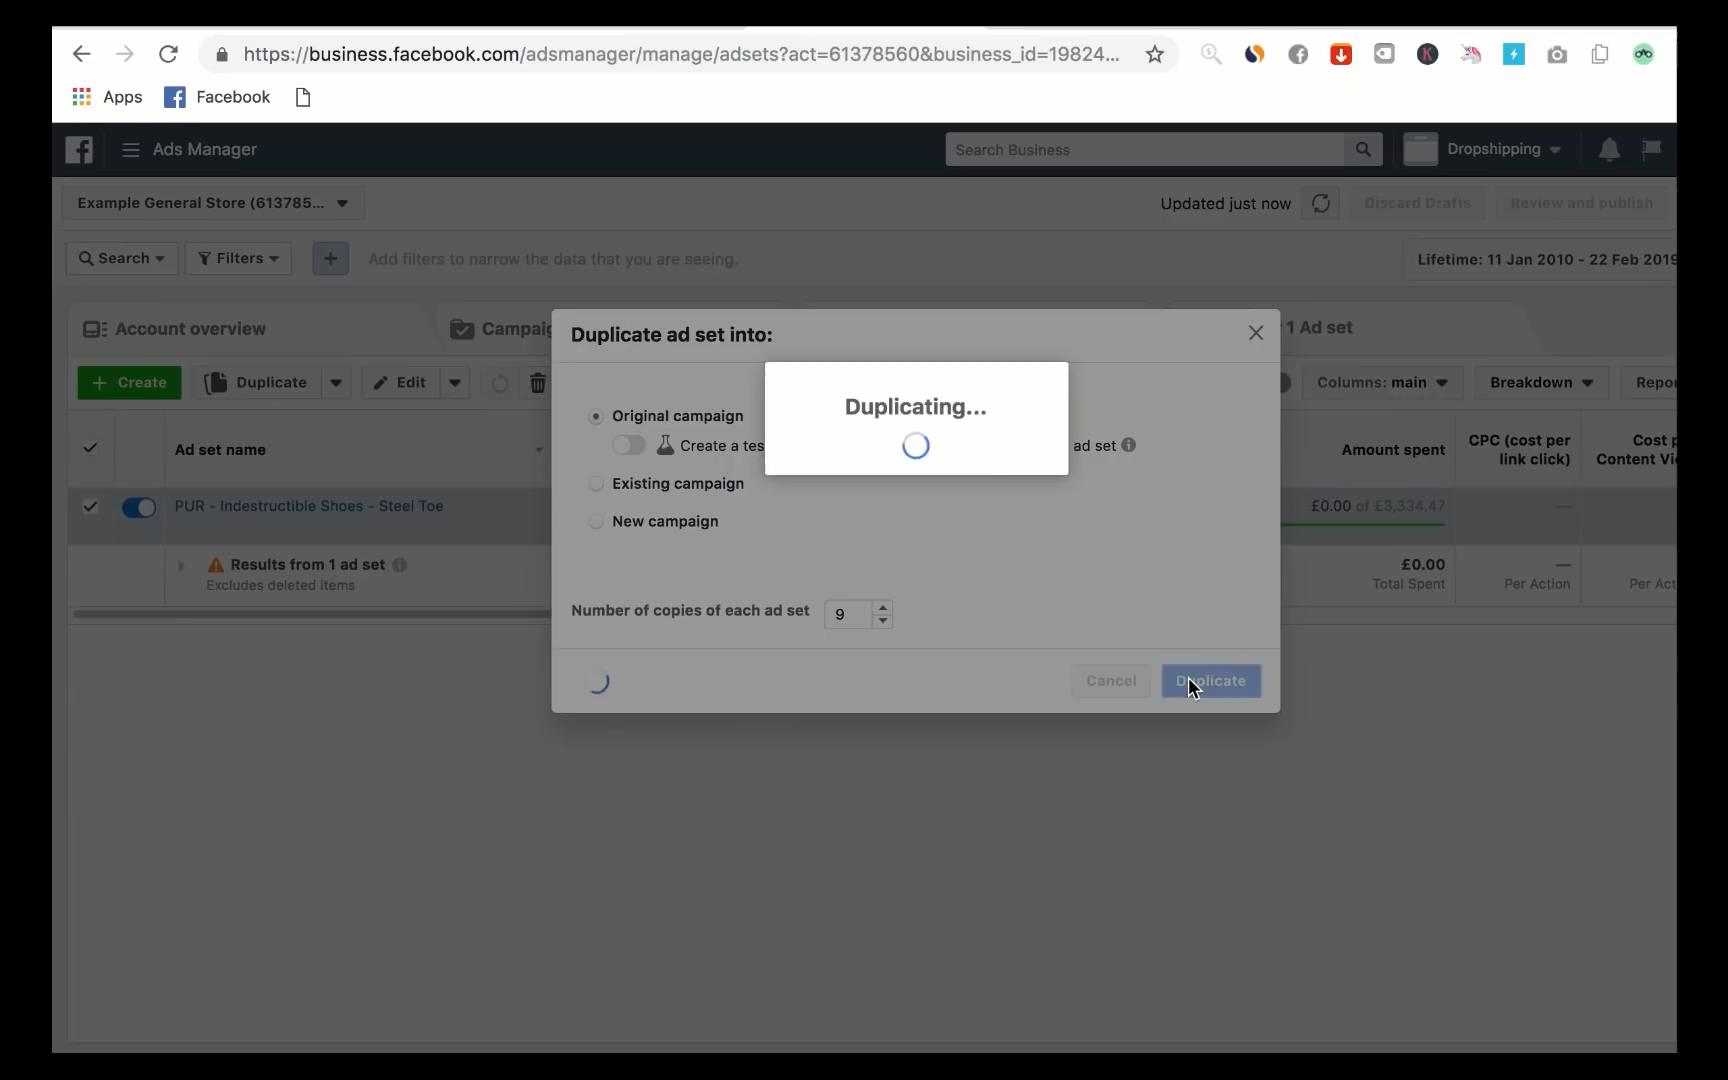 https://business.facebook.com/adsmanager/manage/adsets?act=61378560&business_id=19824...
Apps
Facebook
Ads Manager
Search Business
Dropshipping
Example General Store (613785...
Updated just now
Discard Drafts
Review and publish
Search
Filters
+
Add filters to narrow the data that you are seeing.
Lifetime: 11 Jan 2010 - 22 Feb 2019
Account overview
Campaig
1 Ad set
Duplicate ad set into:
Create
Duplicate
Edit
Columns: main
Breakdown
Repor
Original campaign
Create a tes
ad set
Duplicating...
Existing campaign
New campaign
Number of copies of each ad set
9
Cancel
Duplicate
Ad set name
Amount spent
CPC (cost per
link click)
Cost p
Content Vie
PUR - Indestructible Shoes - Steel Toe
£0.00 of £3,334.47
—
Results from 1 ad set
Excludes deleted items
£0.00
Total Spent
—
Per Action
Per Act